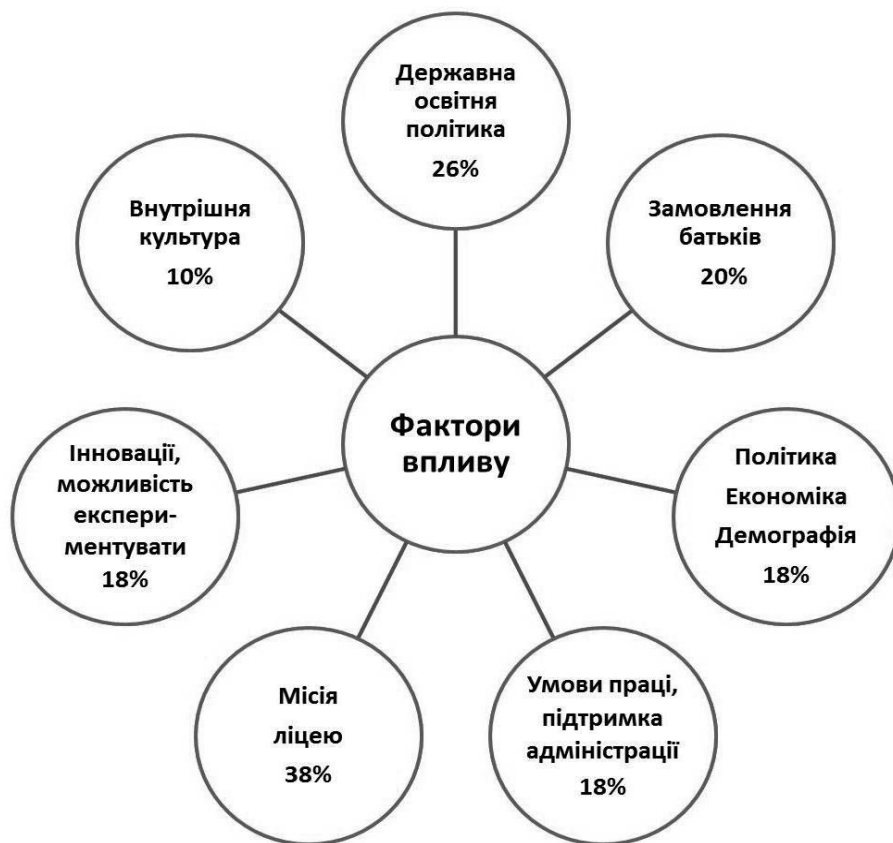 Державна
освітня
політика
26%
Внутрішня
культура
10%
Замовлення
батьків
20%
Фактори
впливу
Інновації,
можливість
експери-
ментувати
18%
Політика
Економіка
Демографія
18%
Місія
ліцею
38%
Умови праці,
підтримка
адміністрації
18%